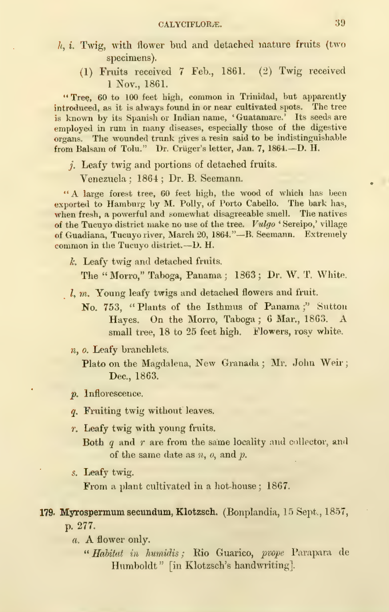 CALYCIFLORÆ. 39
h, i. Twig, with flower bud and detached mature fruits (two
specimens).
(1) Fruits received 7 Feb., 1861. (2) Twig received
1 Nov., 1861.
"Tree, 60 to 100 feet high, common in Trinidad, but apparently
introduced, as it is always found in or near cultivated spots. The tree
is known by its Spanish or Indian name, 'Guatamare.' Its seeds are
employed in rum in many diseases, especially those of the digestive
organs. The wounded trunk gives a resin said to be indistinguishable
from Balsam of Tolu." Dr. Crüger's letter, Jan. 7, 1864.—D. H.
j. Leafy twig and portions of detached fruits.
Venezuela; 1864; Dr. B. Seemann.
"A large forest tree, 60 feet high, the wood of which has been
exported to Hamburg by M. Polly, of Porto Cabello. The bark has,
when fresh, a powerful and somewhat disagreeable smell. The natives
of the Tucuyo district make no use of the tree. Vulgo 'Sereipo,' village
of Guadiana, Tucuyo river, March 20, 1864."—B. Seemann. Extremely
common in the Tucuyo district.—D. H.
k. Leafy twig and detached fruits.
The "Morro," Taboga, Panama; 1863; Dr. W. T. White.
l, m. Young leafy twigs and detached flowers and fruit.
No. 753, "Plants of the Isthmus of Panama;" Sutton
Hayes. On the Morro, Taboga; 6 Mar., 1863. A
small tree, 18 to 25 feet high. Flowers, rosy white.
n, o. Leafy branchlets.
Plato on the Magdalena, New Granada; Mr. John Weir;
Dec., 1863.
p. Inflorescence.
q. Fruiting twig without leaves.
r. Leafy twig with young fruits.
Both q and r are from the same locality and collector, and
of the same date as n, o, and p.
s. Leafy twig.
From a plant cultivated in a hot-house; 1867.
179. Myrospermum secundum, Klotzsch. (Bonplandia, 15 Sept., 1857,
p. 277.
a. A flower only.
"Habitat in humidis; Rio Guarico, prope Parapara de
Humboldt" [in Klotzsch's handwriting].